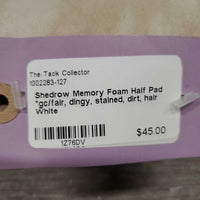 The Tack Collector
1002283-127
Shedrow Memory Foam Half Pad
*gc/fair, dingy, stained, dirt, hair
White
$45.00
1Z76DV